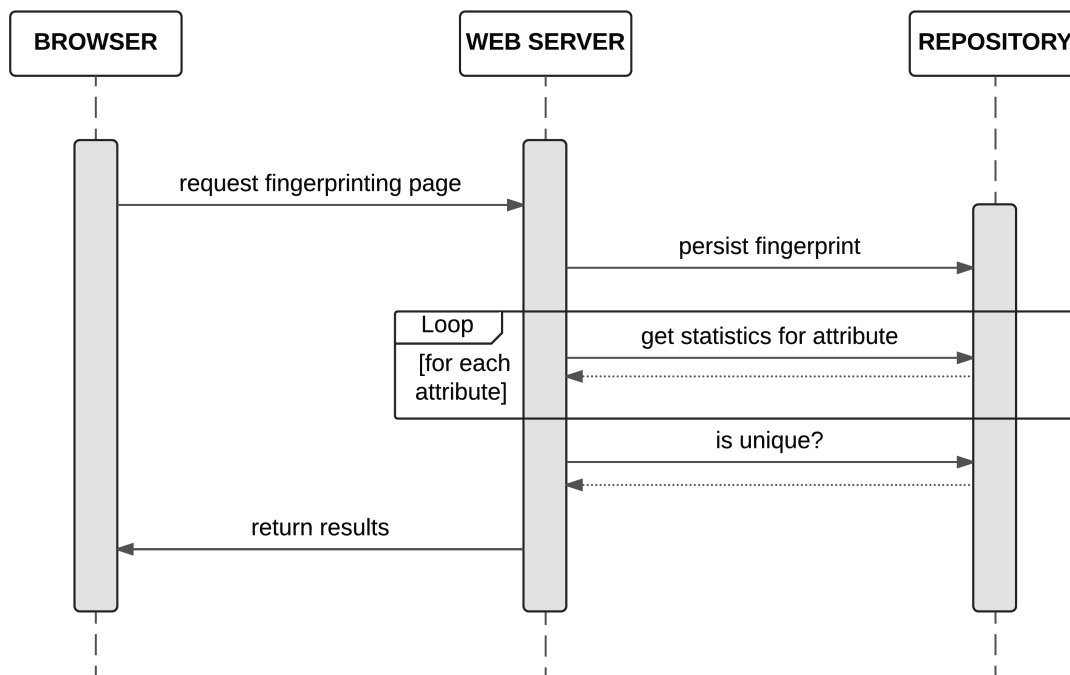 BROWSER
WEB SERVER
REPOSITORY
request fingerprinting page
persist fingerprint
Loop
get statistics for attribute
[for each
attribute]
is unique?
return results